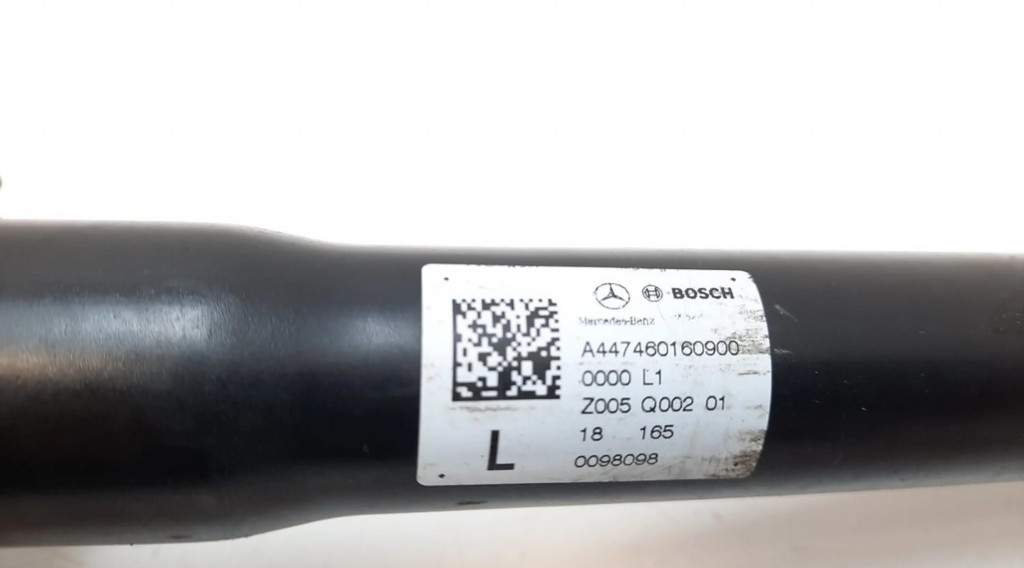 BOSCH
Mercedes-Benz
A447460160900
0000 L1
Z005 Q002 01
18 165
0098098
L